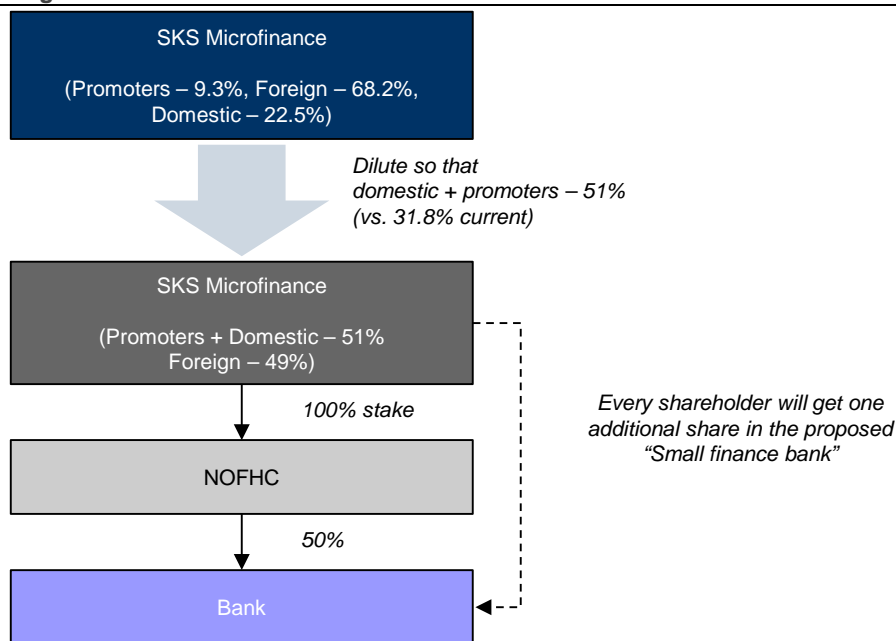 SKS Microfinance
(Promoters – 9.3%, Foreign – 68.2%,
Domestic – 22.5%)
Dilute so that
domestic + promoters – 51%
(vs. 31.8% current)
SKS Microfinance
(Promoters + Domestic – 51%
Foreign – 49%)
100% stake
Every shareholder will get one
additional share in the proposed
“Small finance bank”
NOFHC
50%
Bank